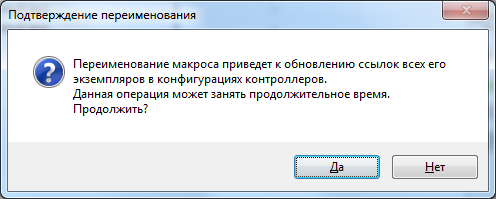 Подтверждение переименования
Переименование макроса приведет к обновлению ссылок всех его
экземпляров в конфигурациях контроллеров.
Данная операция может занять продолжительное время.
Продолжить?
Да
Нет